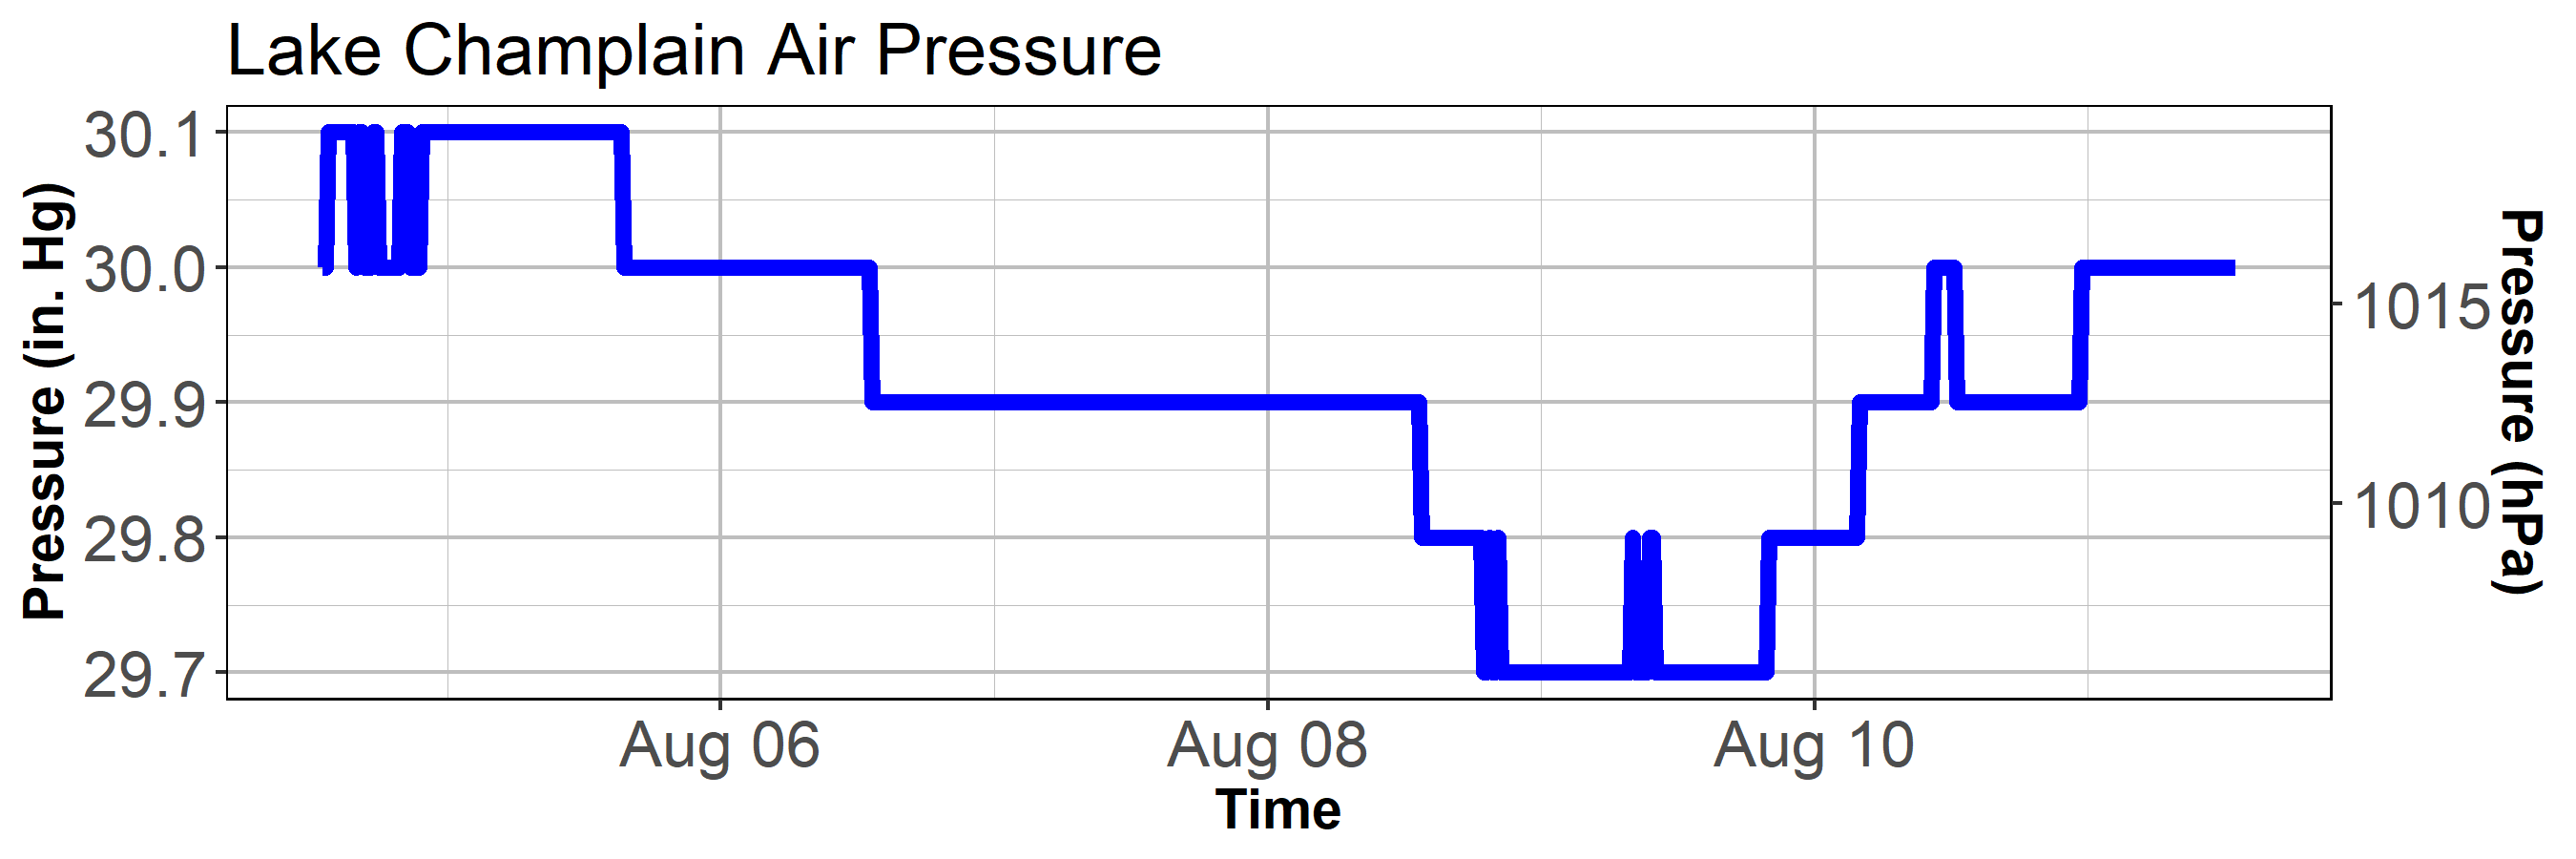 Lake Champlain Air Pressure
30.1
30.0
29.9
29.8
29.7
Pressure (in. Hg)
1015
1010
Pressure (hPa)
Aug 06
Aug 08
Aug 10
Time